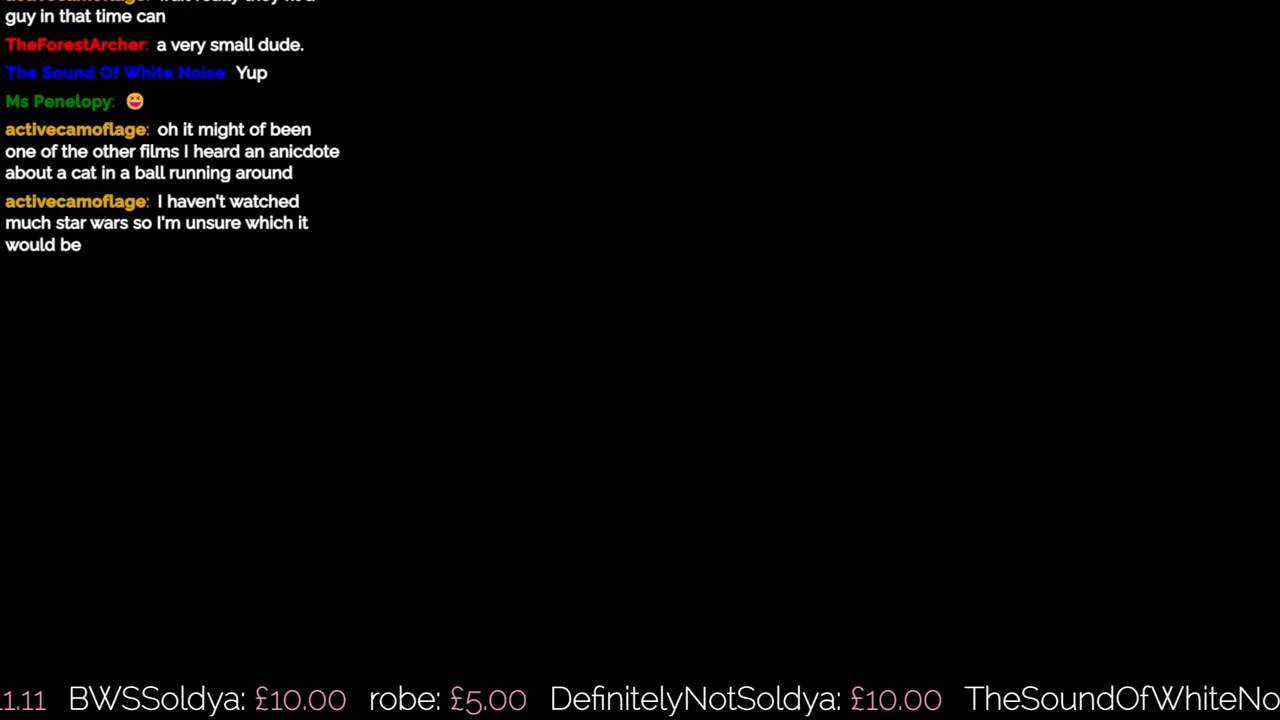 guy in that time can
TheForestArcher: a very small dude.
The Sound Of White Noise: Yup
Ms Penelopy: 😆
activecamoflage: oh it might of been
one of the other films I heard an anicdote
about a cat in a ball running around
activecamoflage: I haven't watched
much star wars so I'm unsure which it
would be
1.11 BWSSoldya: £10.00 robe: £5.00 DefinitelyNotSoldya: £10.00 TheSoundOfWhiteNo